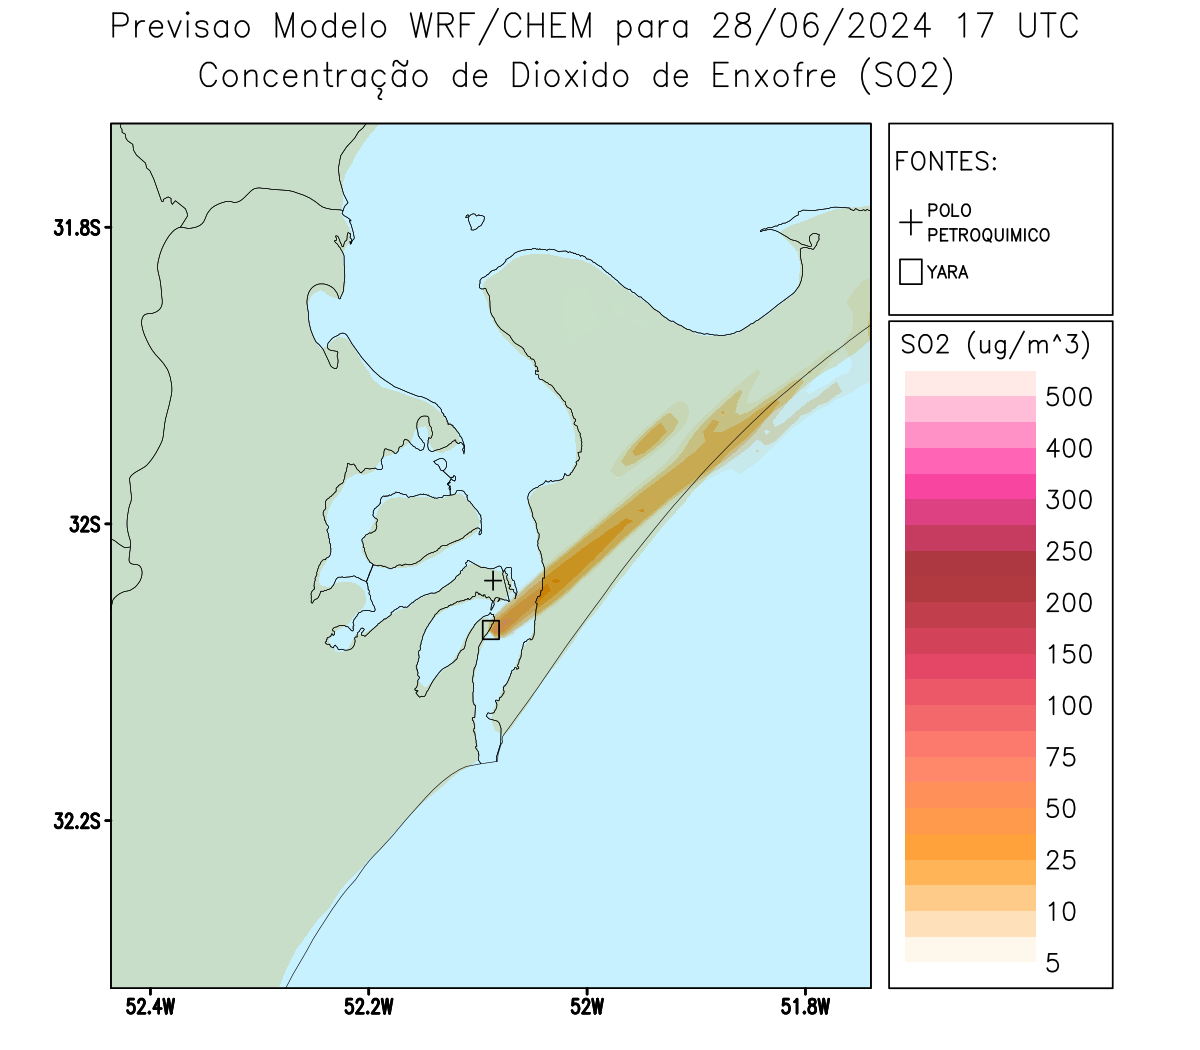 Previsao Modelo WRF/CHEM para 28/06/2024 17 UTC
Concentração de Dioxido de Enxofre (SO2)
FONTES:
POLO
PETROQUIMICO
YARA
SO2 (ug/m^3)
500
400
300
250
200
150
100
75
50
25
10
5
31.8S
32S
32.2S
52.4W
52.2W
52W
51.8W